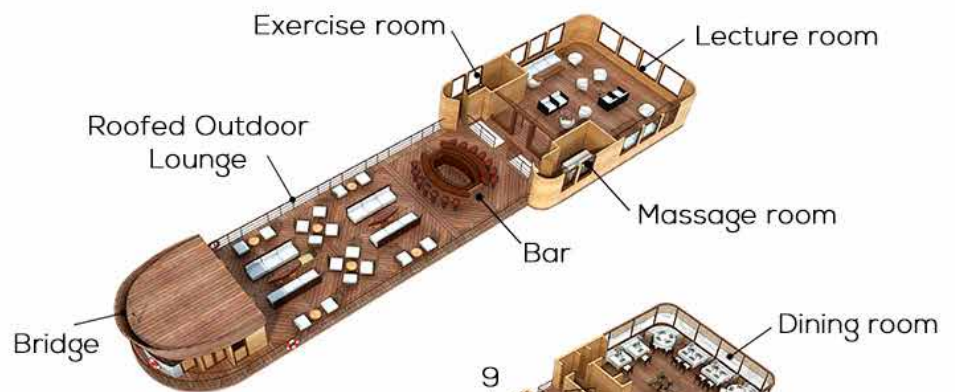 Exercise room
Lecture room
Roofed Outdoor
Lounge
Massage room
Bar
Bridge
Dining room
9